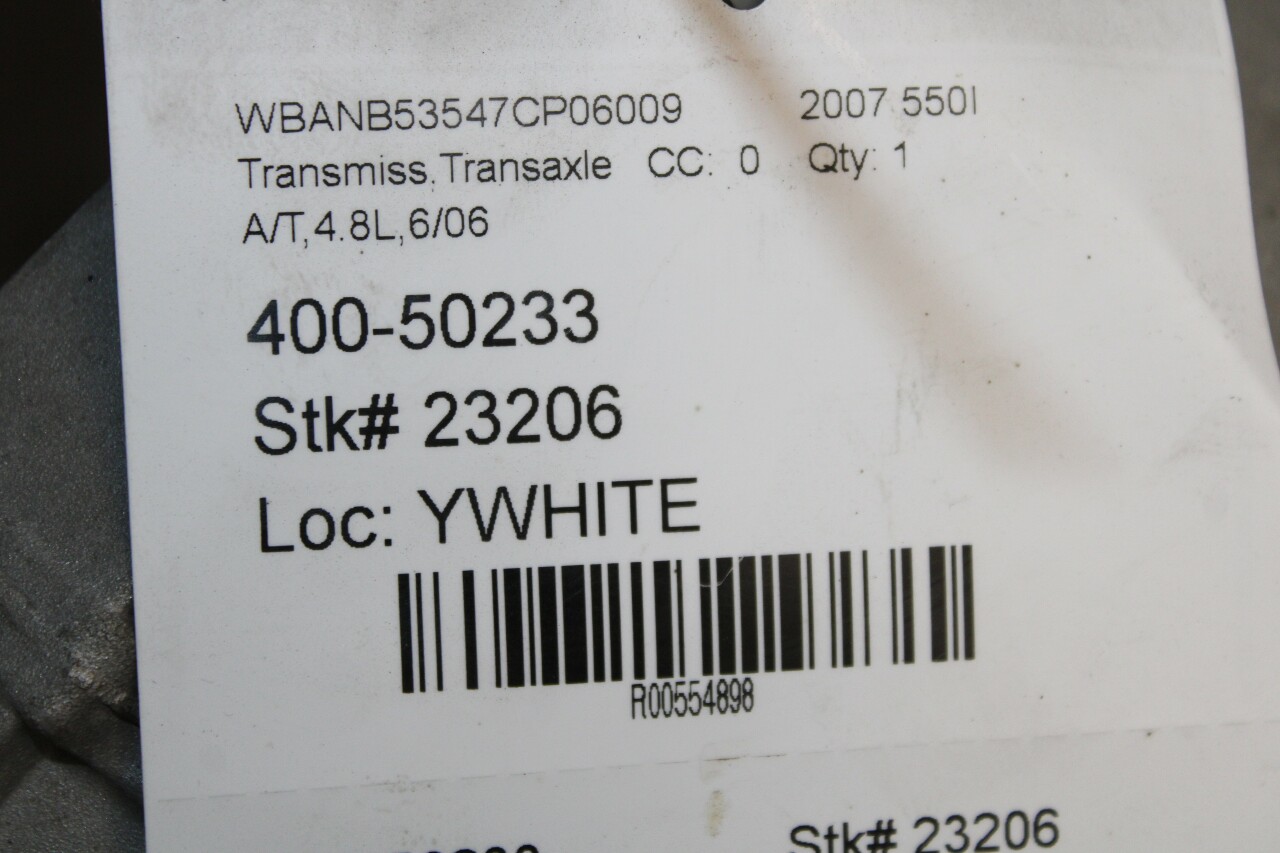 WBANB53547CP06009 2007 550I
Transmiss,Transaxle CC: 0 Qty: 1
A/T,4.8L,6/06
400-50233
Stk# 23206
Loc: YWHITE
R00554898
Stk# 23206